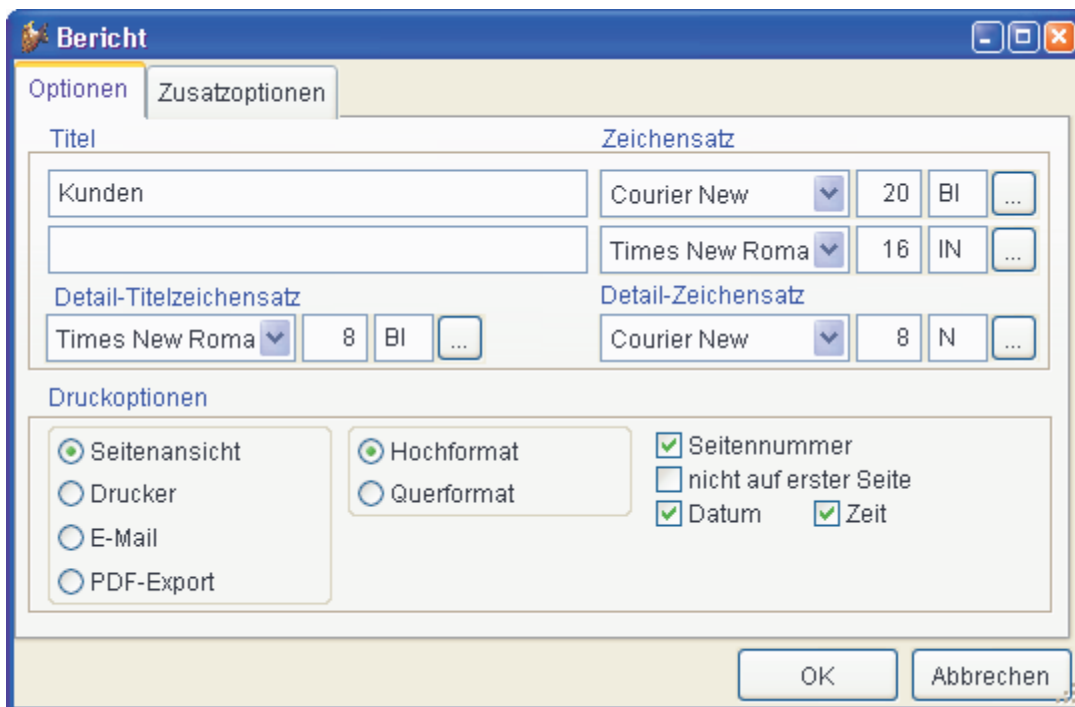 Bericht
Optionen Zusatzoptionen
Titel Zeichensatz
Kunden Courier New 20 BI ...
Times New Roma 16 IN ...
Detail-Titelzeichensatz Detail-Zeichensatz
Times New Roma 8 BI ... Courier New 8 N ...
Druckoptionen
Seitenansicht Hochformat Seitennummer
Drucker Querformat nicht auf erster Seite
Datum Zeit
E-Mail
PDF-Export
OK Abbrechen